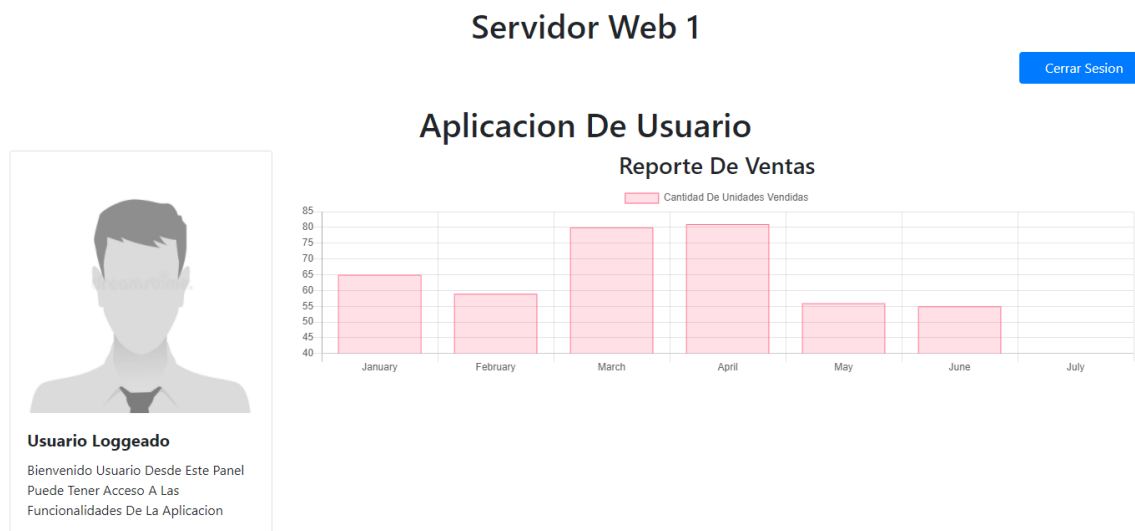 Servidor Web 1
Cerrar Sesion
Aplicacion De Usuario
Reporte De Ventas
Cantidad De Unidades Vendidas
85
80
75
70
65
60
55
50
45
40
January February March April May June July
Usuario Loggeado
Bienvenido Usuario Desde Este Panel
Puede Tener Acceso A Las
Funcionalidades De La Aplicacion